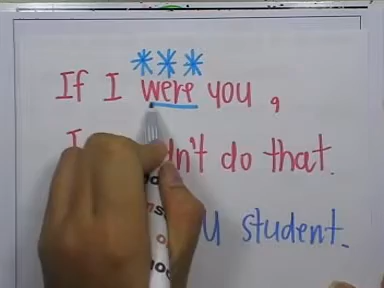 ***
If I were you,
I do that.
student.